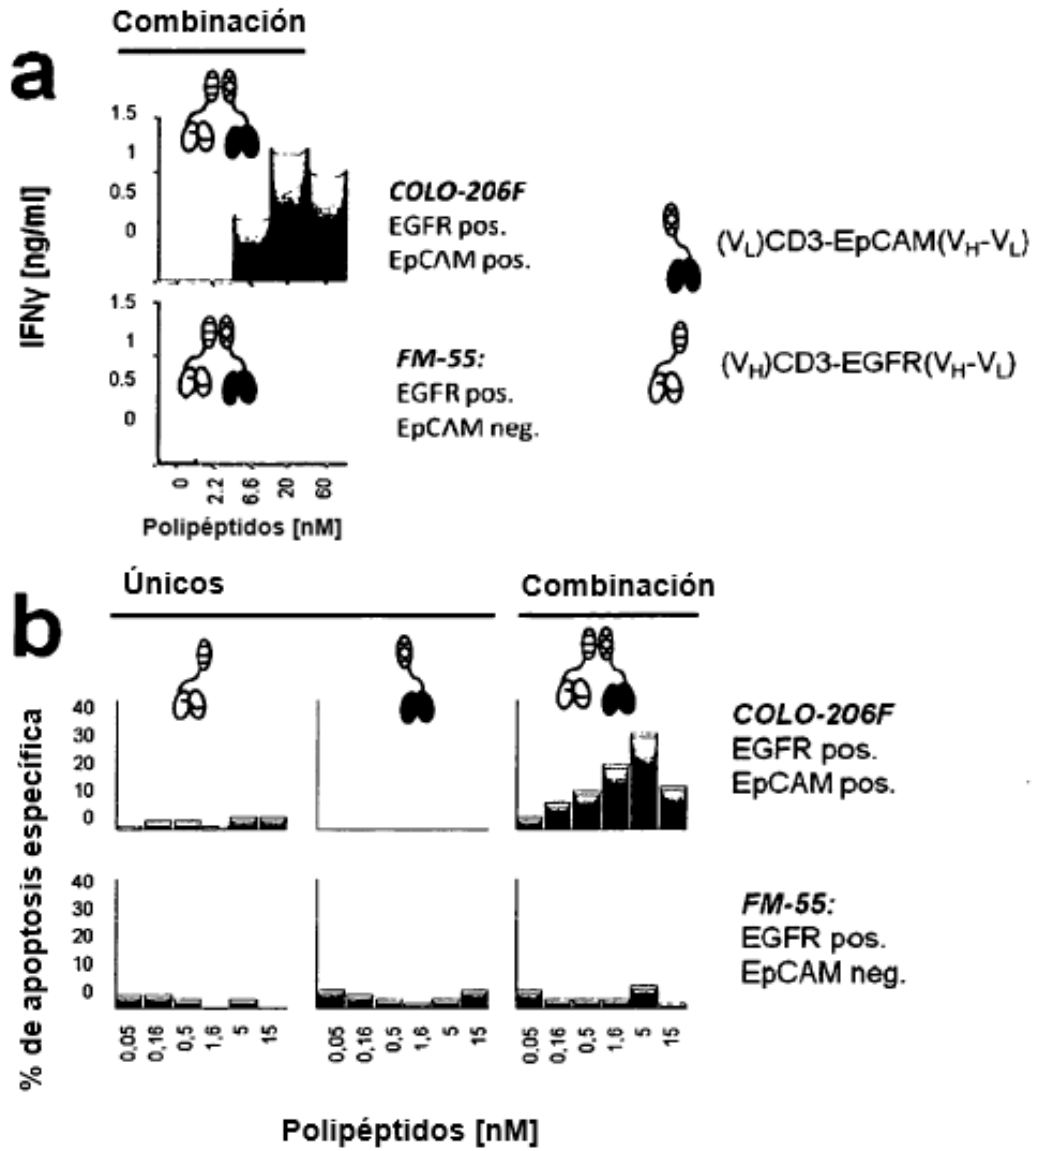 Combinación
a
IFNγ [ng/ml]
1.5
1
0.5
0
COLO-206F
EGFR pos.
EpCAM pos.
(VL)CD3-EpCAM(VH-VL)
1.5
1
0.5
0
FM-55:
EGFR pos.
EpCAM neg.
(VH)CD3-EGFR(VH-VL)
0 2.2 6.6 20 60
Polipéptidos [nM]
b
Únicos
Combinación
% de apoptosis específica
40
30
20
10
0
COLO-206F
EGFR pos.
EpCAM pos.
40
30
20
10
0
FM-55:
EGFR pos.
EpCAM neg.
0,05 0,16 0,5 1,6 5 15
0,05 0,16 0,5 1,6 5 15
0,05 0,16 0,5 1,6 5 15
Polipéptidos [nM]